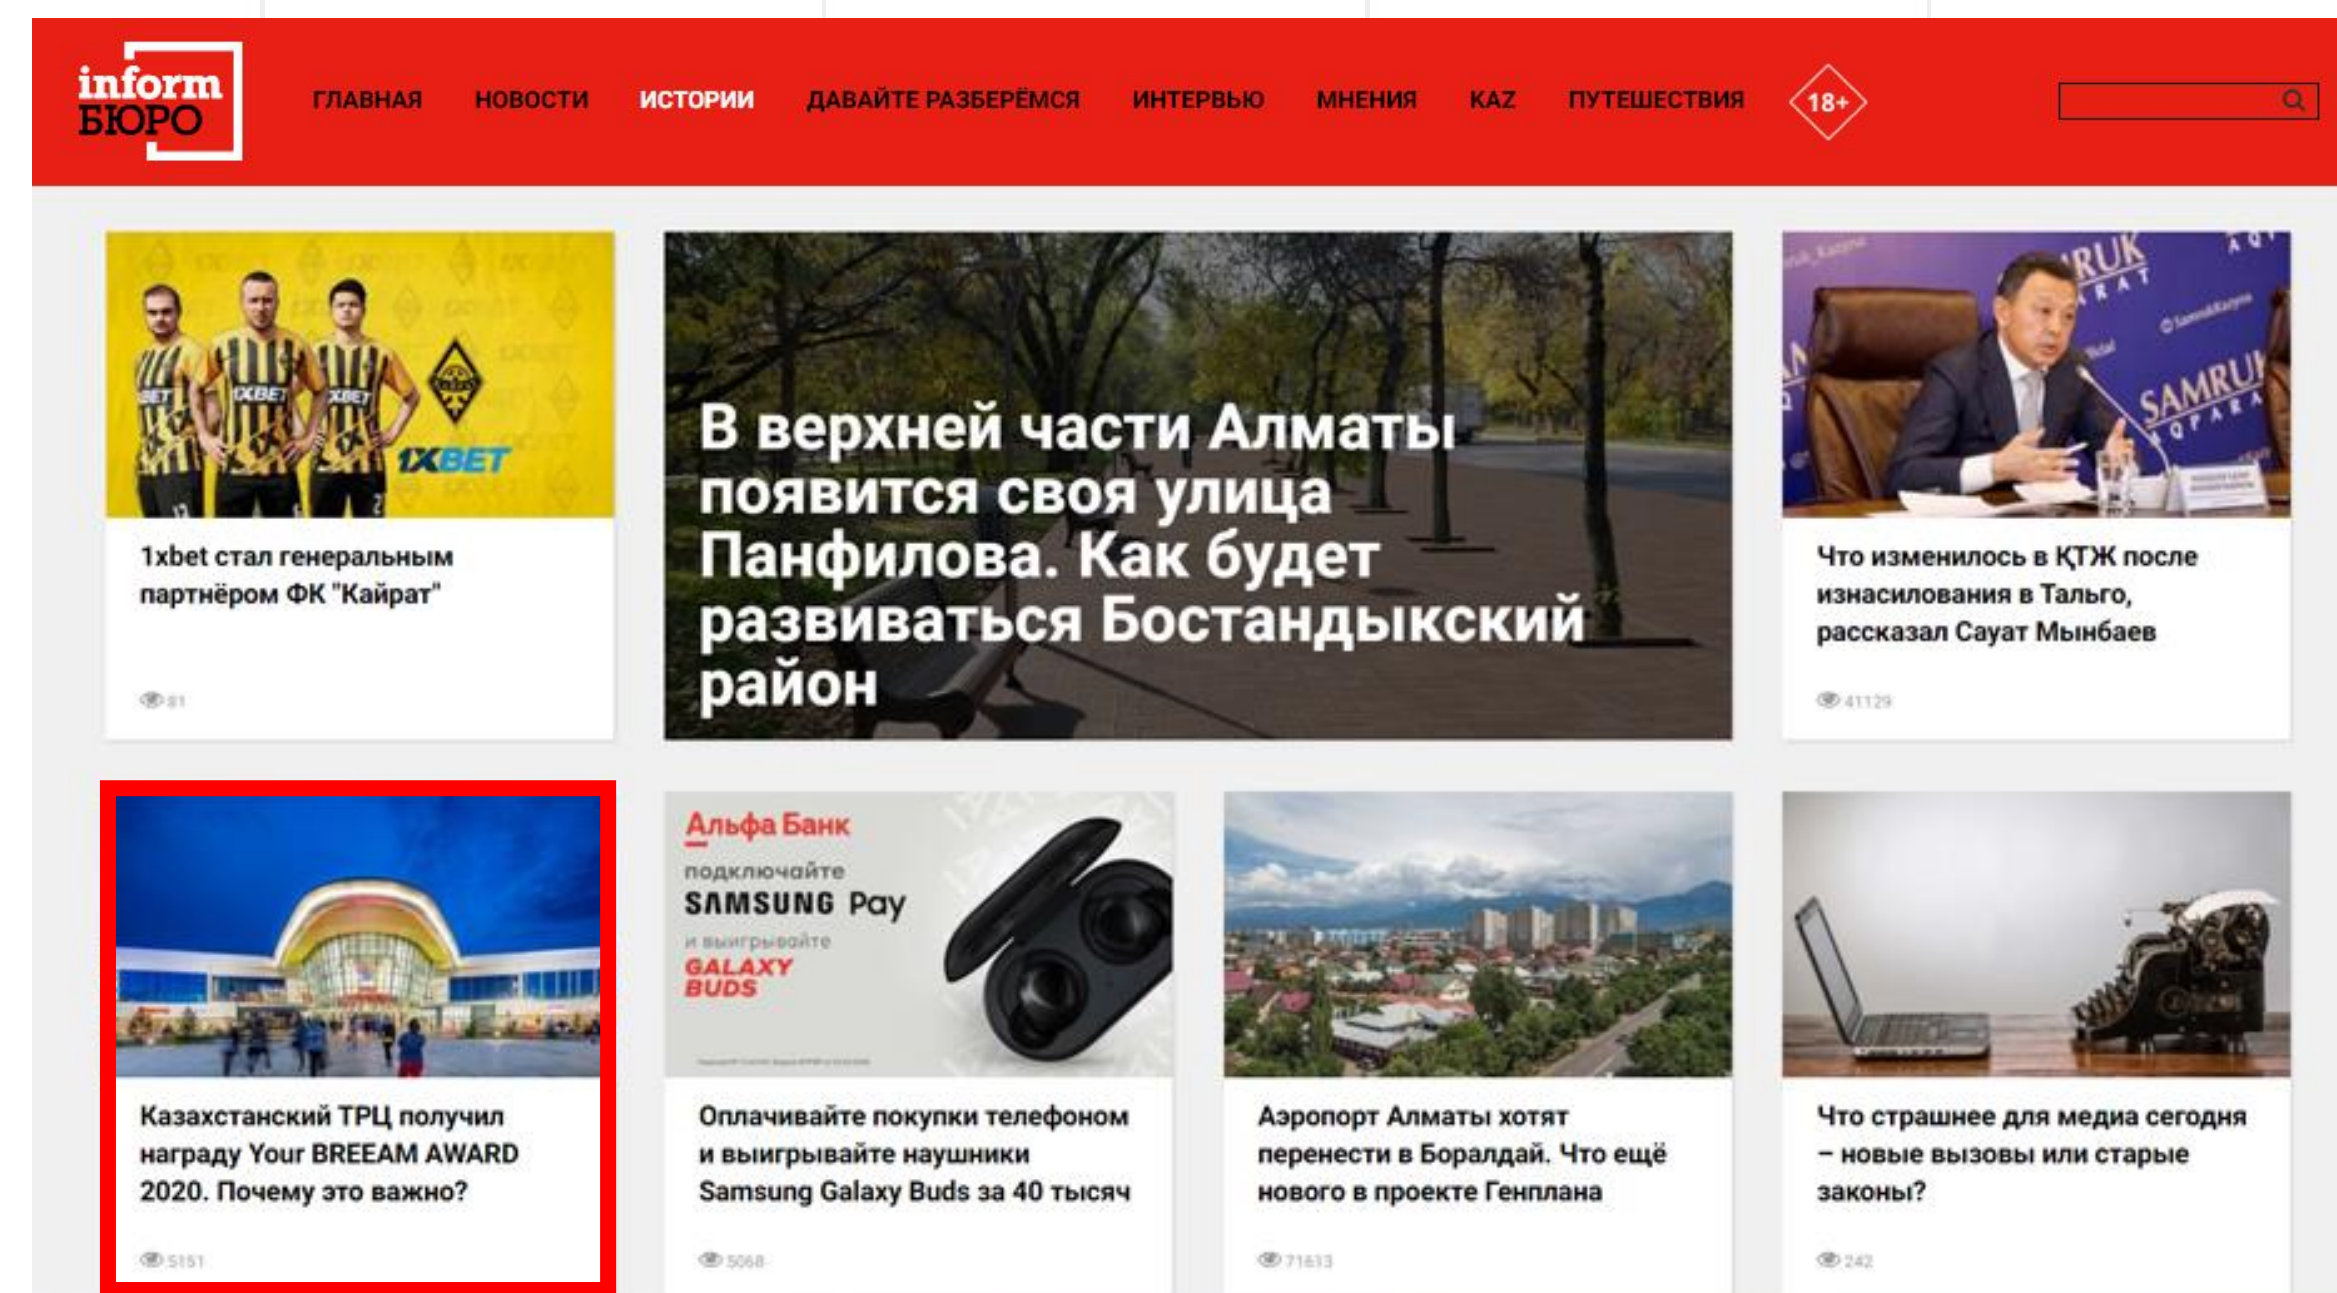 inform
БЮРО
ГЛАВНАЯ НОВОСТИ ИСТОРИИ ДАВАЙТЕ РАЗБЕРЁМСЯ ИНТЕРВЬЮ МНЕНИЯ KAZ ПУТЕШЕСТВИЯ 18+
1XBET
1XBET
1xbet стал генеральным
партнёром ФК "Кайрат"
81
В верхней части Алматы
появится своя улица
Панфилова. Как будет
развиваться Бостандыкский
район
SAMRUK
Что изменилось в ҚТЖ после
изнасилования в Тальго,
рассказал Сауат Мынбаев
41129
Казахстанский ТРЦ получил
награду Your BREEAM AWARD
2020. Почему это важно?
5151
Альфа Банк
подключайте
SAMSUNG Pay
и выигрывайте
GALAXY
BUDS
Оплачивайте покупки телефоном
и выигрывайте наушники
Samsung Galaxy Buds за 40 тысяч
5068
Аэропорт Алматы хотят
перенести в Боралдай. Что ещё
нового в проекте Генплана
71613
Что страшнее для медиа сегодня
– новые вызовы или старые
законы?
242